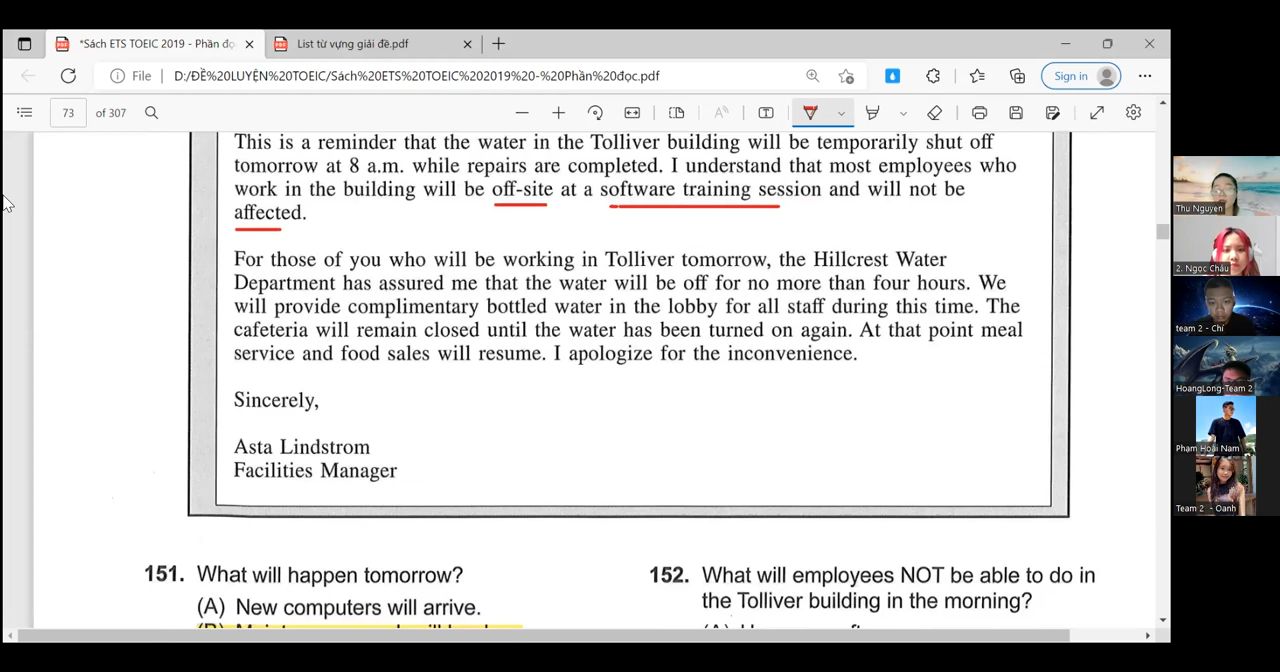 *Sách ETS TOEIC 2019 - Phần đọ
List từ vựng giải đề.pdf
File D:/ĐỀ%20LUYỆN%20TOEIC/Sách%20ETS%20TOEIC%202019%20-%20Phần%20đọc.pdf
Sign in
73 of 307
This is a reminder that the water in the Tolliver building will be temporarily shut off
tomorrow at 8 a.m. while repairs are completed. I understand that most employees who
work in the building will be off-site at a software training session and will not be
affected.
For those of you who will be working in Tolliver tomorrow, the Hillcrest Water
Department has assured me that the water will be off for no more than four hours. We
will provide complimentary bottled water in the lobby for all staff during this time. The
cafeteria will remain closed until the water has been turned on again. At that point meal
service and food sales will resume. I apologize for the inconvenience.
Sincerely,
Asta Lindstrom
Facilities Manager
151. What will happen tomorrow?
(A) New computers will arrive.
152. What will employees NOT be able to do in
the Tolliver building in the morning?
Thu Nguyen
2. Ngọc Châu
team 2 - Chí
HoangLong-Team 2
Phạm Hoài Nam
Team 2 - Oanh